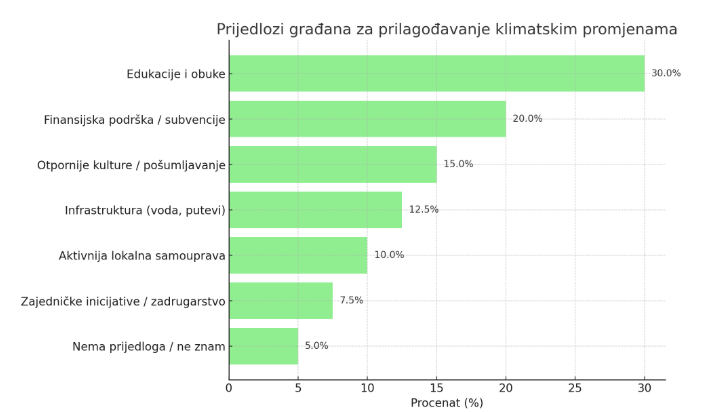 Prijedlozi građana za prilagođavanje klimatskim promjenama
Edukacije i obuke 30.0%
Finansijska podrška / subvencije 20.0%
Otpornije kulture / pošumljavanje 15.0%
Infrastruktura (voda, putevi) 12.5%
Aktivnija lokalna samouprava 10.0%
Zajedničke inicijative / zadrugarstvo 7.5%
Nema prijedloga / ne znam 5.0%
0 5 10 15 20 25 30
Procenat (%)